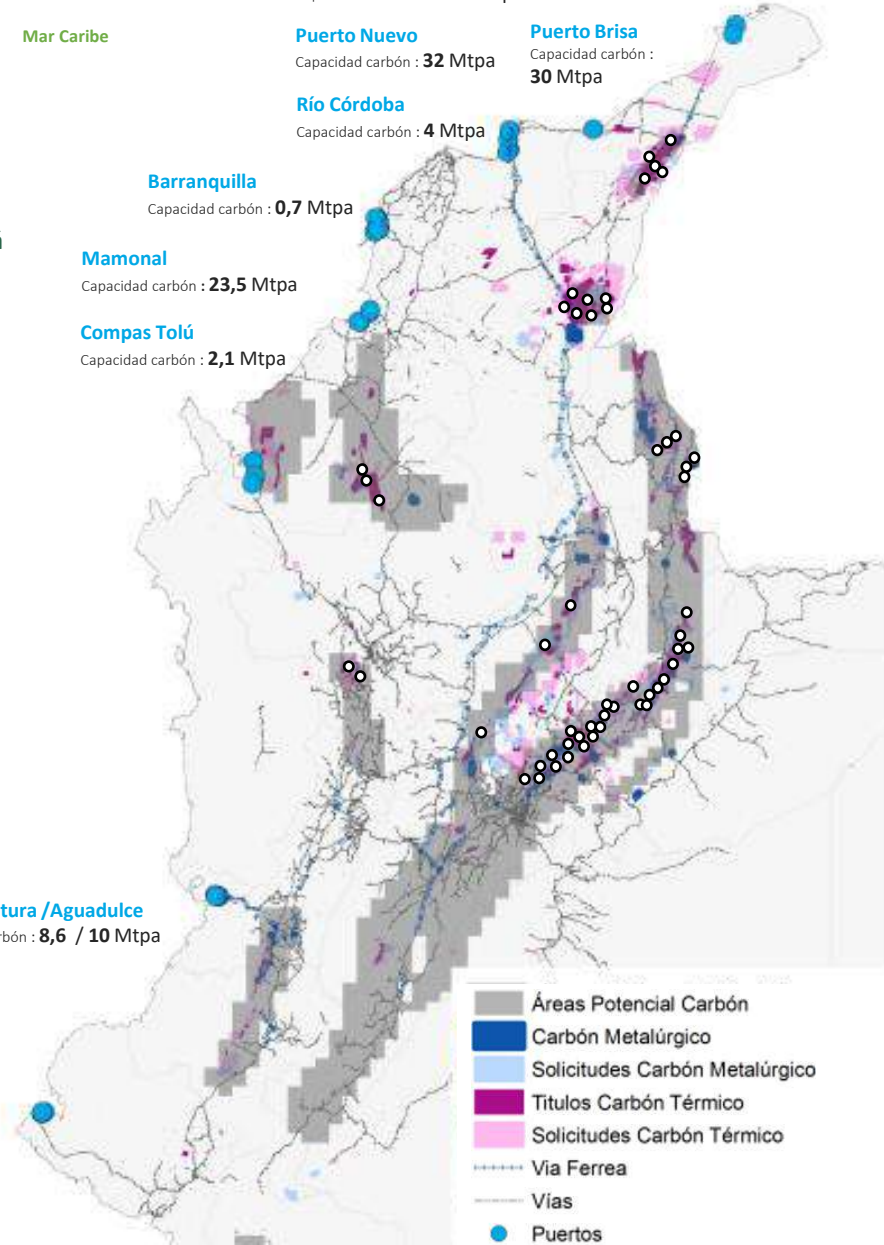 Mar Caribe
Puerto Nuevo
Capacidad carbón : 32 Mtpa
Puerto Brisa
Capacidad carbón :
30 Mtpa
Río Córdoba
Capacidad carbón : 4 Mtpa
Barranquilla
Capacidad carbón : 0,7 Mtpa
Mamonal
Capacidad carbón : 23,5 Mtpa
Compas Tolú
Capacidad carbón : 2,1 Mtpa
tura /Aguadulce
rbón : 8,6 / 10 Mtpa
Áreas Potencial Carbón
Carbón Metalúrgico
Solicitudes Carbón Metalúrgico
Titulos Carbón Térmico
Solicitudes Carbón Térmico
Via Ferrea
Vías
Puertos